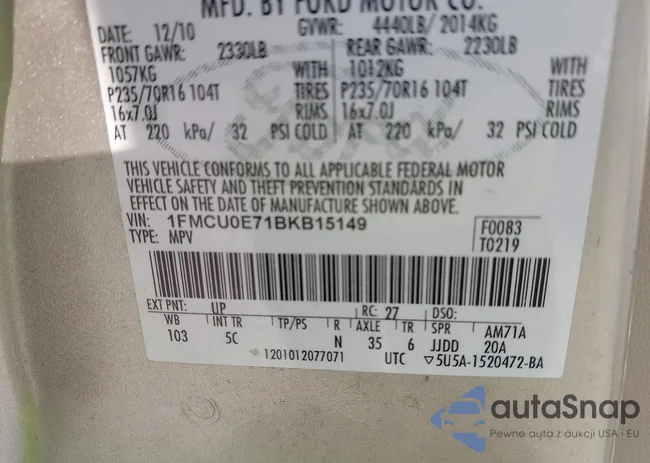 MFD. BY FORD MOTOR CO.
DATE: 12/10 GVWR: 4440LB/ 2014KG
FRONT GAWR: 2330LB REAR GAWR: 2230LB
1057KG WITH 1012KG WITH
P235/70R16 104T TIRES P235/70R16 104T TIRES
16x7.0J RIMS 16x7.0J RIMS
AT 220 kPa/ 32 PSI COLD AT 220 kPa/ 32 PSI COLD
THIS VEHICLE CONFORMS TO ALL APPLICABLE FEDERAL MOTOR
VEHICLE SAFETY AND THEFT PREVENTION STANDARDS IN
EFFECT ON THE DATE OF MANUFACTURE SHOWN ABOVE.
VIN: 1FMCU0E71BKB15149 F0083
TYPE: MPV T0219
EXT PNT: UP RC: 27 DSO:
WB INT TR TP/PS R AXLE TR SPR AM71A
103 5C N 35 6 JJDD 20A
1201012077071 UTC ▽5U5A-1520472-BA
autaSnap
Pewne auta z aukcji USA i EU